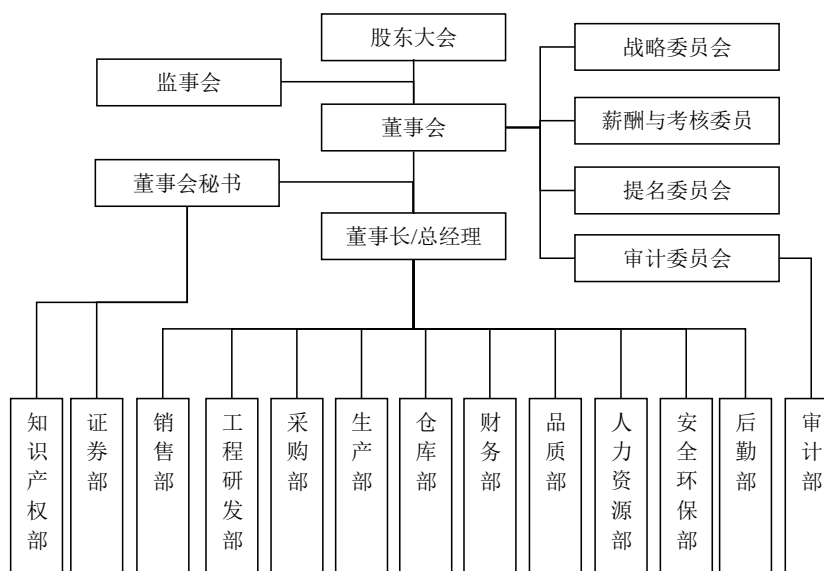 股东大会
战略委员会
监事会
薪酬与考核委员
董事会
董事会秘书
提名委员会
董事长/总经理
审计委员会
知识产权部
证券部
销售部
工程研发部
采购部
生产部
仓库部
财务部
品质部
人力资源部
安全环保部
后勤部
审计部